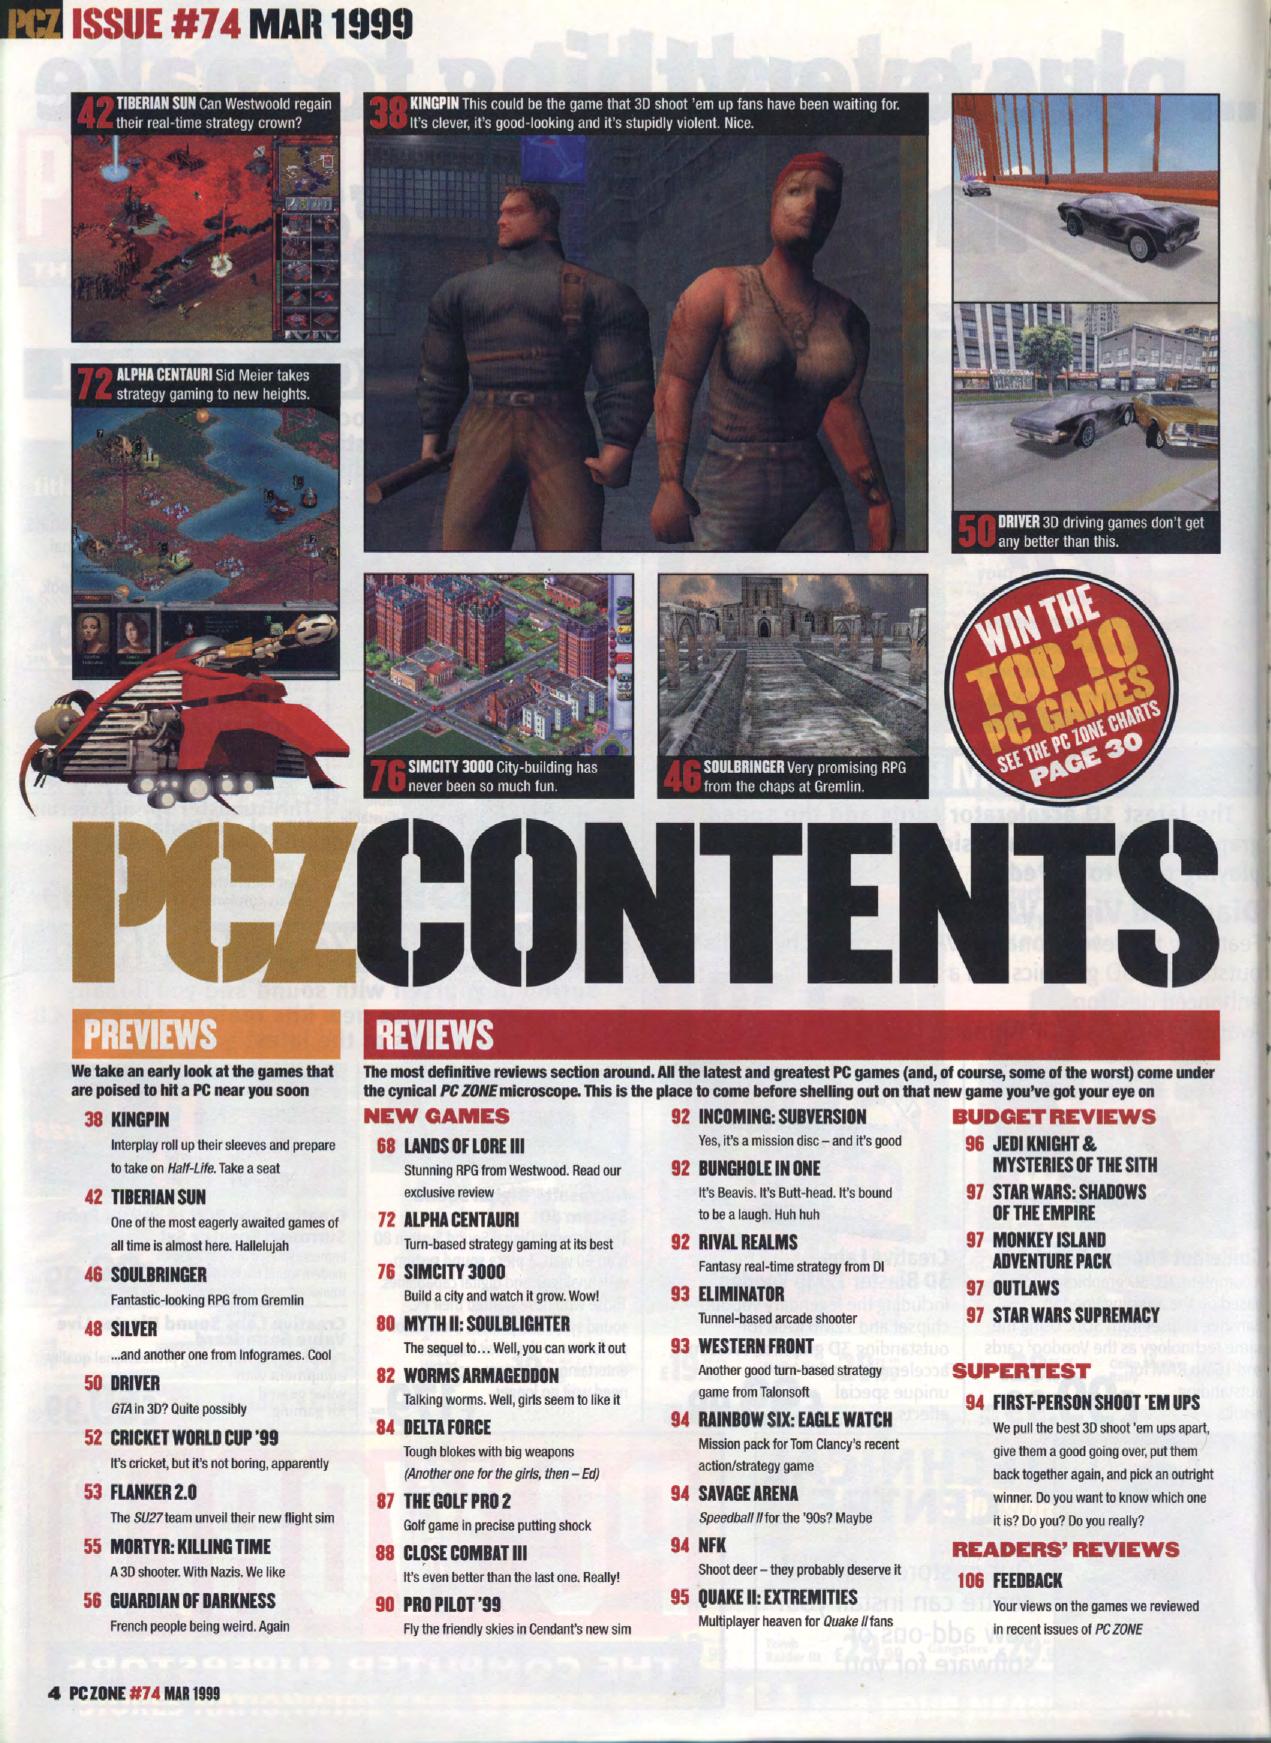 PCZ ISSUE #74 MAR 1999
42 TIBERIAN SUN Can Westwoold regain
their real-time strategy crown?
38 KINGPIN This could be the game that 3D shoot 'em up fans have been waiting for.
It's clever, it's good-looking and it's stupidly violent. Nice.
72 ALPHA CENTAURI Sid Meier takes
strategy gaming to new heights.
50 DRIVER 3D driving games don't get
any better than this.
76 SIMCITY 3000 City-building has
never been so much fun.
46 SOULBRINGER Very promising RPG
from the chaps at Gremlin.
WIN THE
TOP 10
PC GAMES
SEE THE PC ZONE CHARTS
PAGE 30
PCZCONTENTS
PREVIEWS
We take an early look at the games that
are poised to hit a PC near you soon
38 KINGPIN
Interplay roll up their sleeves and prepare
to take on Half-Life. Take a seat
42 TIBERIAN SUN
One of the most eagerly awaited games of
all time is almost here. Hallelujah
46 SOULBRINGER
Fantastic-looking RPG from Gremlin
48 SILVER
...and another one from Infogrames. Cool
50 DRIVER
GTA in 3D? Quite possibly
52 CRICKET WORLD CUP '99
It's cricket, but it's not boring, apparently
53 FLANKER 2.0
The SU27 team unveil their new flight sim
55 MORTYR: KILLING TIME
A 3D shooter. With Nazis. We like
56 GUARDIAN OF DARKNESS
French people being weird. Again
REVIEWS
The most definitive reviews section around. All the latest and greatest PC games (and, of course, some of the worst) come under
the cynical PC ZONE microscope. This is the place to come before shelling out on that new game you've got your eye on
NEW GAMES
68 LANDS OF LORE III
Stunning RPG from Westwood. Read our
exclusive review
72 ALPHA CENTAURI
Turn-based strategy gaming at its best
76 SIMCITY 3000
Build a city and watch it grow. Wow!
80 MYTH II: SOULBLIGHTER
The sequel to... Well, you can work it out
82 WORMS ARMAGEDDON
Talking worms. Well, girls seem to like it
84 DELTA FORCE
Tough blokes with big weapons
(Another one for the girls, then – Ed)
87 THE GOLF PRO 2
Golf game in precise putting shock
88 CLOSE COMBAT III
It's even better than the last one. Really!
90 PRO PILOT '99
Fly the friendly skies in Cendant's new sim
92 INCOMING: SUBVERSION
Yes, it's a mission disc – and it's good
92 BUNGHOLE IN ONE
It's Beavis. It's Butt-head. It's bound
to be a laugh. Huh huh
92 RIVAL REALMS
Fantasy real-time strategy from DI
93 ELIMINATOR
Tunnel-based arcade shooter
93 WESTERN FRONT
Another good turn-based strategy
game from Talonsoft
94 RAINBOW SIX: EAGLE WATCH
Mission pack for Tom Clancy's recent
action/strategy game
94 SAVAGE ARENA
Speedball II for the '90s? Maybe
94 NFK
Shoot deer – they probably deserve it
95 QUAKE II: EXTREMITIES
Multiplayer heaven for Quake II fans
BUDGET REVIEWS
96 JEDI KNIGHT &
MYSTERIES OF THE SITH
97 STAR WARS: SHADOWS
OF THE EMPIRE
97 MONKEY ISLAND
ADVENTURE PACK
97 OUTLAWS
97 STAR WARS SUPREMACY
SUPERTEST
94 FIRST-PERSON SHOOT 'EM UPS
We pull the best 3D shoot 'em ups apart,
give them a good going over, put them
back together again, and pick an outright
winner. Do you want to know which one
it is? Do you? Do you really?
READERS' REVIEWS
106 FEEDBACK
Your views on the games we reviewed
in recent issues of PC ZONE
4 PC ZONE #74 MAR 1999